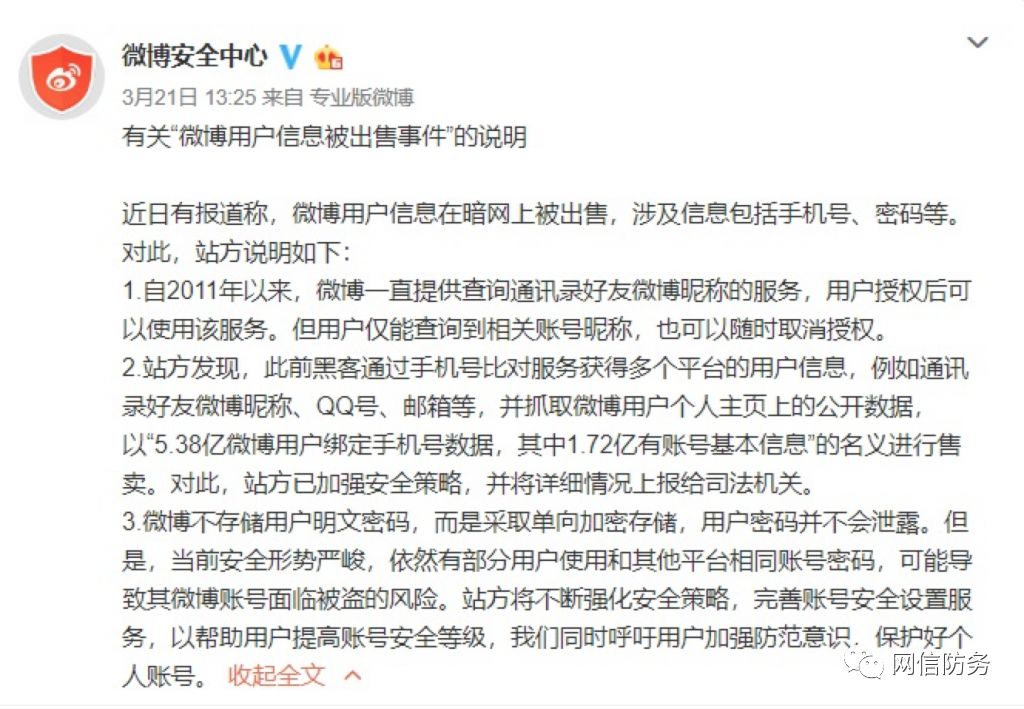 微博安全中心
3月21日 13:25 来自 专业版微博
有关“微博用户信息被出售事件”的说明
近日有报道称，微博用户信息在暗网上被出售，涉及信息包括手机号、密码等。
对此，站方说明如下：
1.自2011年以来，微博一直提供查询通讯录好友微博昵称的服务，用户授权后可
以使用该服务。但用户仅能查询到相关账号昵称，也可以随时取消授权。
2.站方发现，此前黑客通过手机号比对服务获得多个平台的用户信息，例如通讯
录好友微博昵称、QQ号、邮箱等，并抓取微博用户个人主页上的公开数据，
以“5.38亿微博用户绑定手机号数据，其中1.72亿有账号基本信息”的名义进行售
卖。对此，站方已加强安全策略，并将详细情况上报给司法机关。
3.微博不存储用户明文密码，而是采取单向加密存储，用户密码并不会泄露。但
是，当前安全形势严峻，依然有部分用户使用和其他平台相同账号密码，可能导
致其微博账号面临被盗的风险。站方将不断强化安全策略，完善账号安全设置服
务，以帮助用户提高账号安全等级，我们同时呼吁用户加强防范意识．保护好个
人账号。 收起全文
网信防务